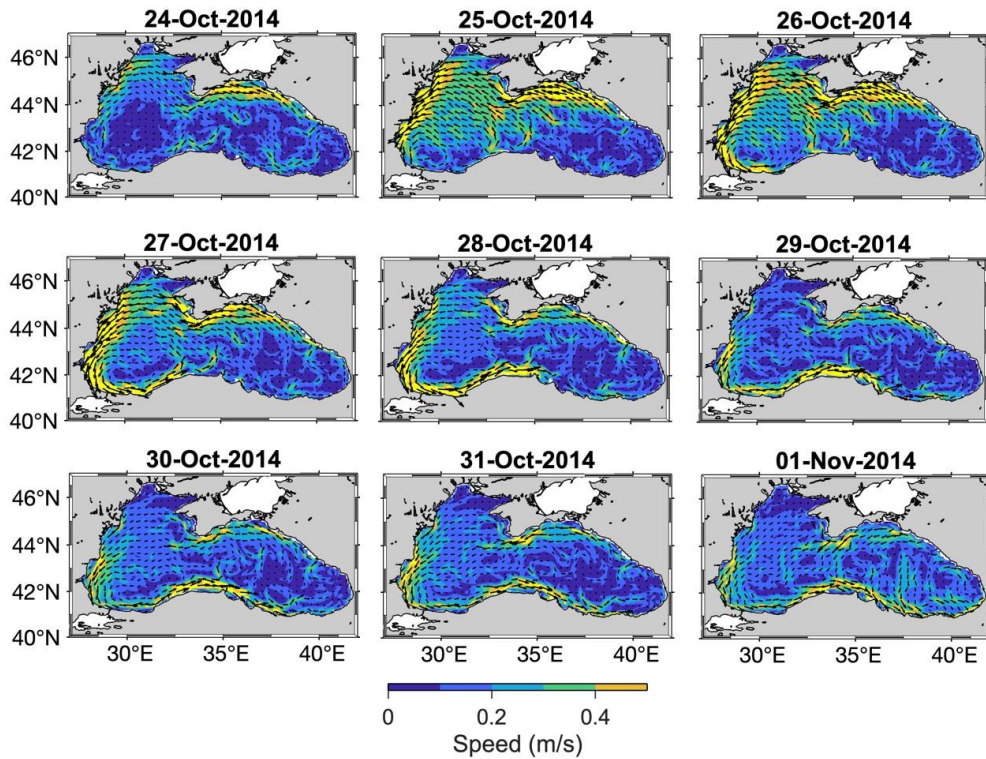 24-Oct-2014 25-Oct-2014 26-Oct-2014
46°N
44°N
42°N
40°N
27-Oct-2014 28-Oct-2014 29-Oct-2014
46°N
44°N
42°N
40°N
30-Oct-2014 31-Oct-2014 01-Nov-2014
46°N
44°N
42°N
40°N
30°E 35°E 40°E 30°E 35°E 40°E 30°E 35°E 40°E
0 0.2 0.4
Speed (m/s)